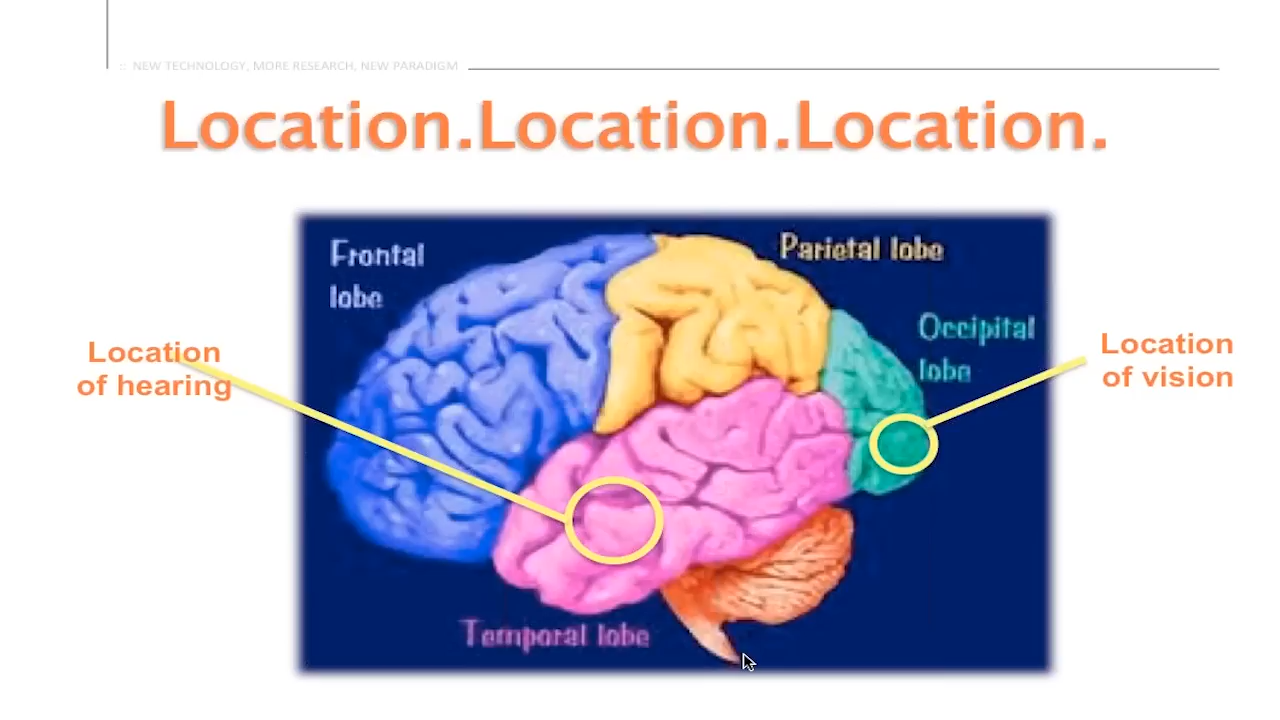 :: NEW TECHNOLOGY, MORE RESEARCH, NEW PARADIGM
Location.Location.Location.
Frontal
lobe
Parietal lobe
Occipital
lobe
Location
of hearing
Location
of vision
Temporal lobe